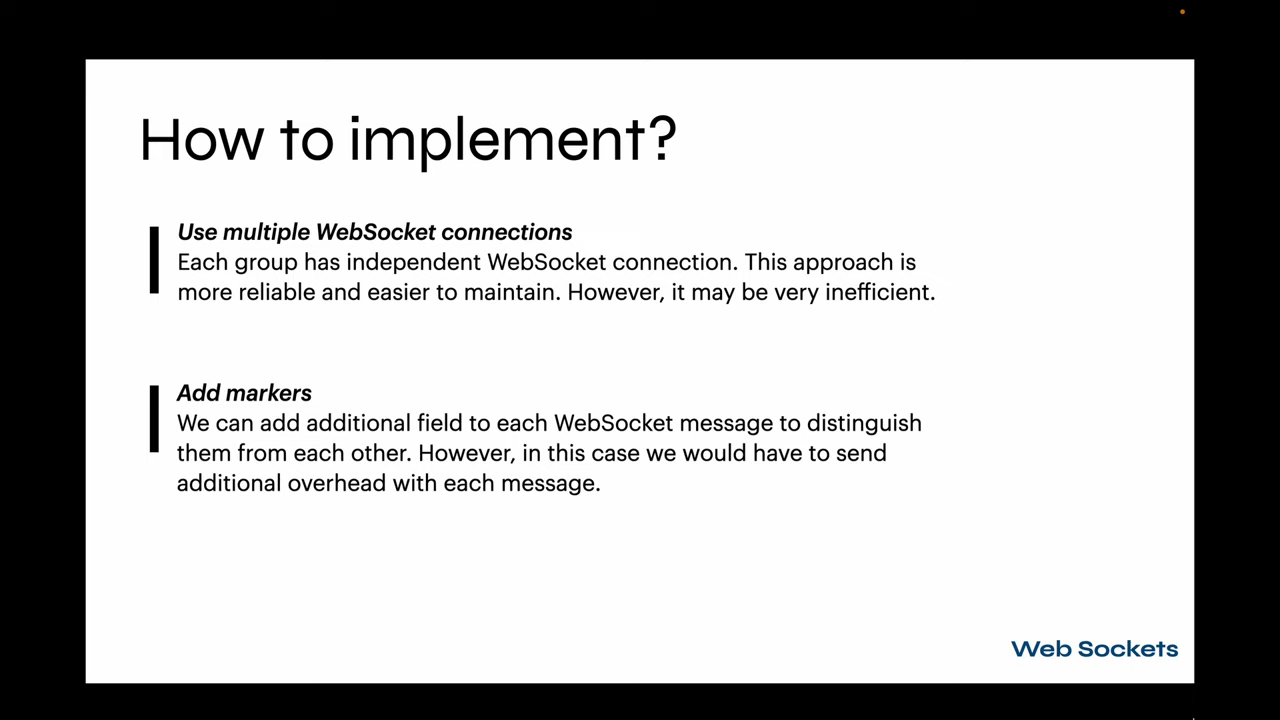 How to implement?
Use multiple WebSocket connections
Each group has independent WebSocket connection. This approach is
more reliable and easier to maintain. However, it may be very inefficient.
Add markers
We can add additional field to each WebSocket message to distinguish
them from each other. However, in this case we would have to send
additional overhead with each message.
Web Sockets